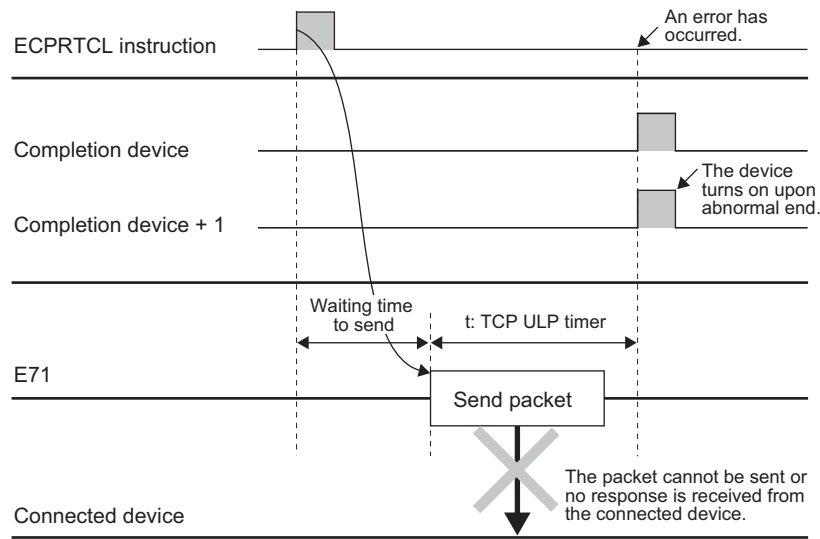 An error has
occurred.
ECPRTCL instruction
Completion device
The device
turns on upon
abnormal end.
Completion device + 1
Waiting time
to send
t: TCP ULP timer
E71
Send packet
The packet cannot be sent or
no response is received from
the connected device.
Connected device